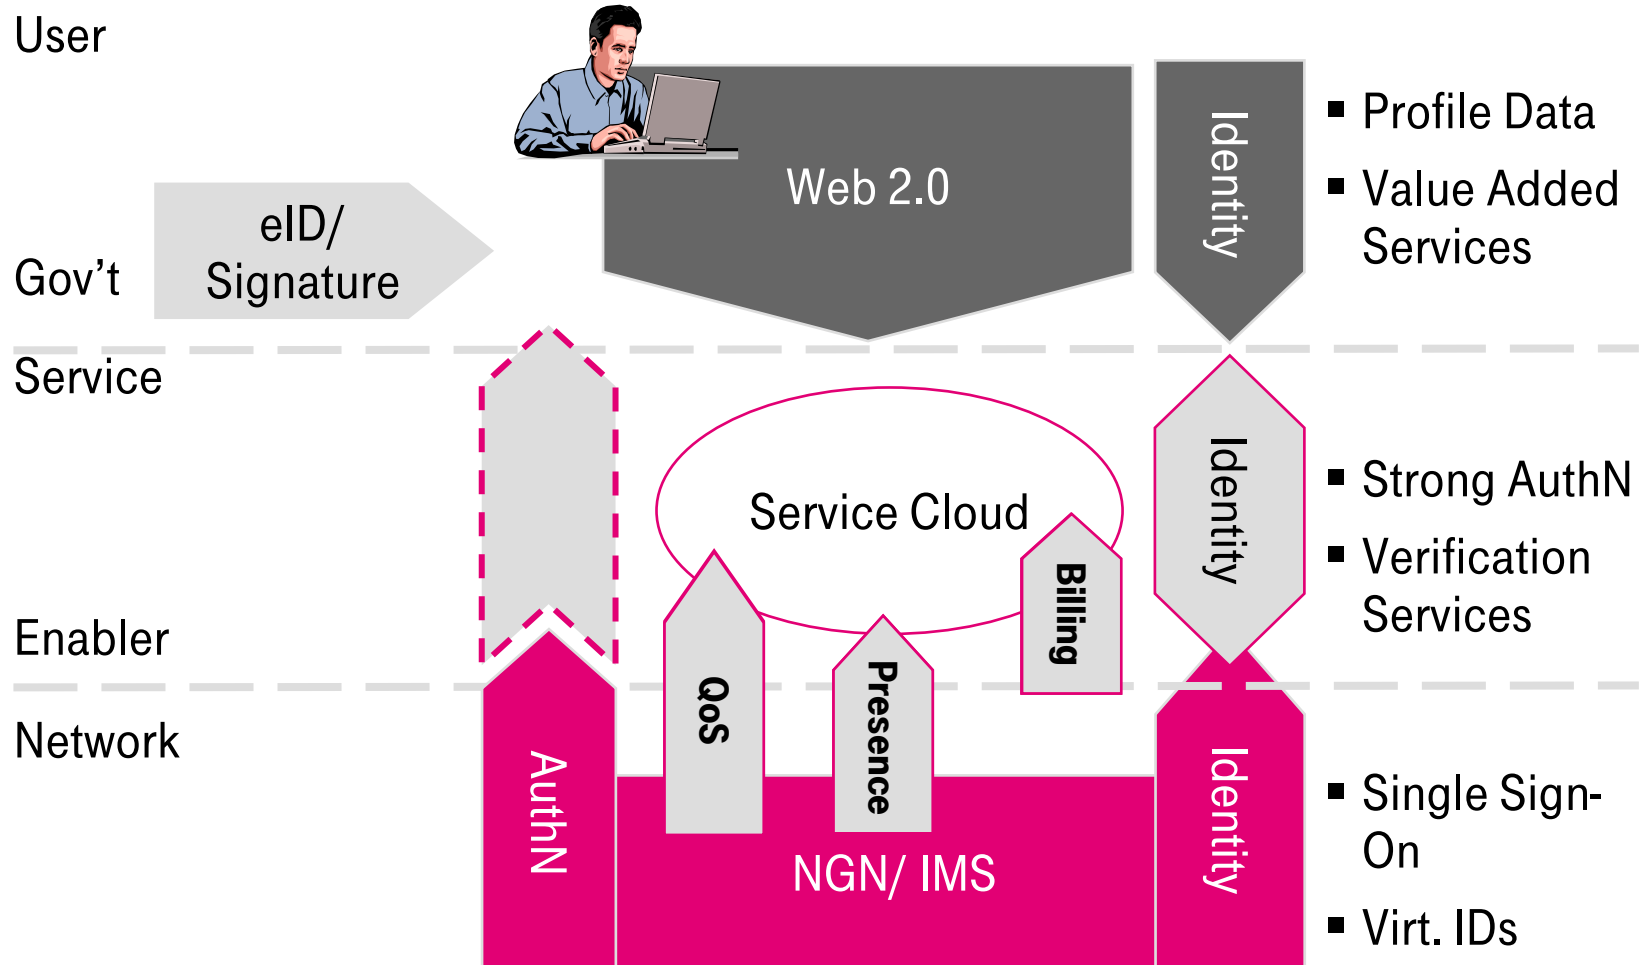 User
Web 2.0
Identity
▪ Profile Data
▪ Value Added
Services
eID/
Signature
Gov't
Service
Service Cloud
Identity
▪ Strong AuthN
▪ Verification
Services
Billing
Enabler
QoS
Presence
Network
AuthN
NGN/ IMS
Identity
▪ Single Sign-
On
▪ Virt. IDs